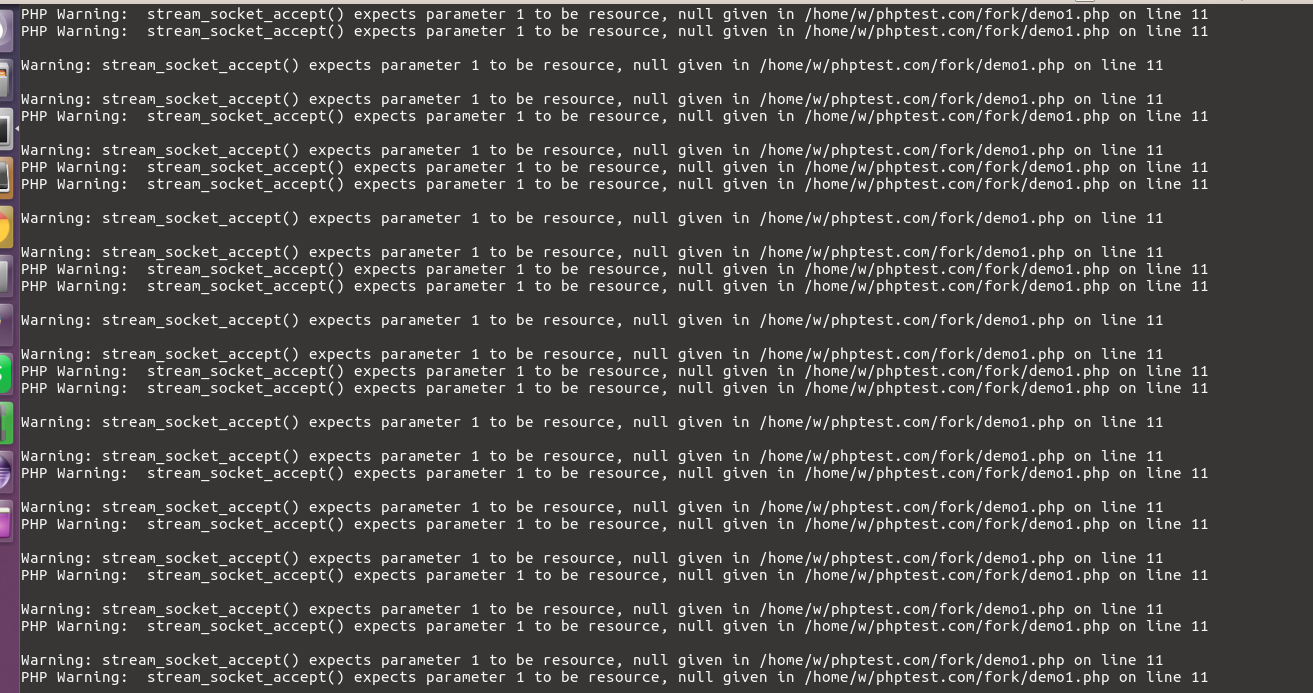 PHP Warning:  stream_socket_accept() expects parameter 1 to be resource, null given in /home/w/phptest.com/fork/demo1.php on line 11
PHP Warning:  stream_socket_accept() expects parameter 1 to be resource, null given in /home/w/phptest.com/fork/demo1.php on line 11
Warning: stream_socket_accept() expects parameter 1 to be resource, null given in /home/w/phptest.com/fork/demo1.php on line 11
Warning: stream_socket_accept() expects parameter 1 to be resource, null given in /home/w/phptest.com/fork/demo1.php on line 11
PHP Warning:  stream_socket_accept() expects parameter 1 to be resource, null given in /home/w/phptest.com/fork/demo1.php on line 11
Warning: stream_socket_accept() expects parameter 1 to be resource, null given in /home/w/phptest.com/fork/demo1.php on line 11
PHP Warning:  stream_socket_accept() expects parameter 1 to be resource, null given in /home/w/phptest.com/fork/demo1.php on line 11
PHP Warning:  stream_socket_accept() expects parameter 1 to be resource, null given in /home/w/phptest.com/fork/demo1.php on line 11
Warning: stream_socket_accept() expects parameter 1 to be resource, null given in /home/w/phptest.com/fork/demo1.php on line 11
Warning: stream_socket_accept() expects parameter 1 to be resource, null given in /home/w/phptest.com/fork/demo1.php on line 11
PHP Warning:  stream_socket_accept() expects parameter 1 to be resource, null given in /home/w/phptest.com/fork/demo1.php on line 11
PHP Warning:  stream_socket_accept() expects parameter 1 to be resource, null given in /home/w/phptest.com/fork/demo1.php on line 11
Warning: stream_socket_accept() expects parameter 1 to be resource, null given in /home/w/phptest.com/fork/demo1.php on line 11
Warning: stream_socket_accept() expects parameter 1 to be resource, null given in /home/w/phptest.com/fork/demo1.php on line 11
PHP Warning:  stream_socket_accept() expects parameter 1 to be resource, null given in /home/w/phptest.com/fork/demo1.php on line 11
PHP Warning:  stream_socket_accept() expects parameter 1 to be resource, null given in /home/w/phptest.com/fork/demo1.php on line 11
Warning: stream_socket_accept() expects parameter 1 to be resource, null given in /home/w/phptest.com/fork/demo1.php on line 11
Warning: stream_socket_accept() expects parameter 1 to be resource, null given in /home/w/phptest.com/fork/demo1.php on line 11
PHP Warning:  stream_socket_accept() expects parameter 1 to be resource, null given in /home/w/phptest.com/fork/demo1.php on line 11
Warning: stream_socket_accept() expects parameter 1 to be resource, null given in /home/w/phptest.com/fork/demo1.php on line 11
PHP Warning:  stream_socket_accept() expects parameter 1 to be resource, null given in /home/w/phptest.com/fork/demo1.php on line 11
Warning: stream_socket_accept() expects parameter 1 to be resource, null given in /home/w/phptest.com/fork/demo1.php on line 11
PHP Warning:  stream_socket_accept() expects parameter 1 to be resource, null given in /home/w/phptest.com/fork/demo1.php on line 11
Warning: stream_socket_accept() expects parameter 1 to be resource, null given in /home/w/phptest.com/fork/demo1.php on line 11
PHP Warning:  stream_socket_accept() expects parameter 1 to be resource, null given in /home/w/phptest.com/fork/demo1.php on line 11
Warning: stream_socket_accept() expects parameter 1 to be resource, null given in /home/w/phptest.com/fork/demo1.php on line 11
PHP Warning:  stream_socket_accept() expects parameter 1 to be resource, null given in /home/w/phptest.com/fork/demo1.php on line 11